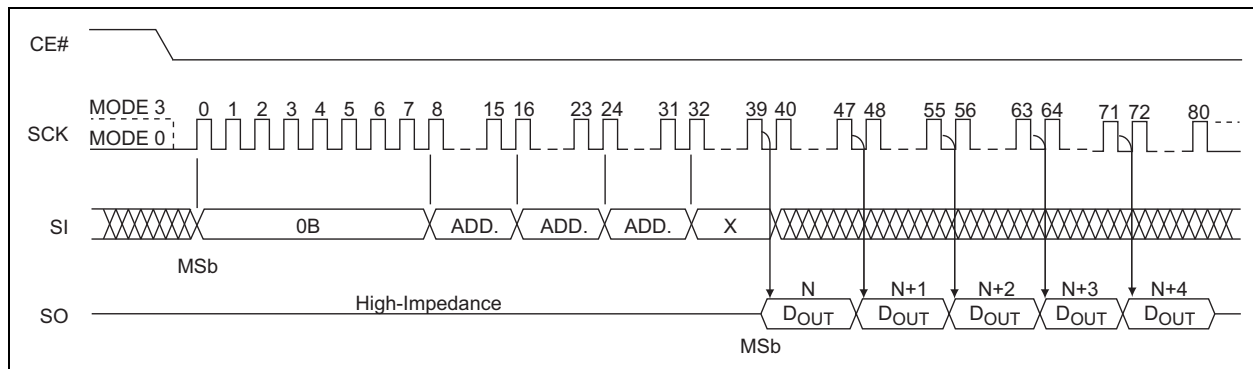 CE#
MODE 3
MODE 0
SCK
0 1 2 3 4 5 6 7 8 15 16 23 24 31 32 39 40 47 48 55 56 63 64 71 72 80
SI
0B ADD. ADD. ADD. X
MSb
High-Impedance
N N+1 N+2 N+3 N+4
SO
DOUT DOUT DOUT DOUT DOUT
MSb